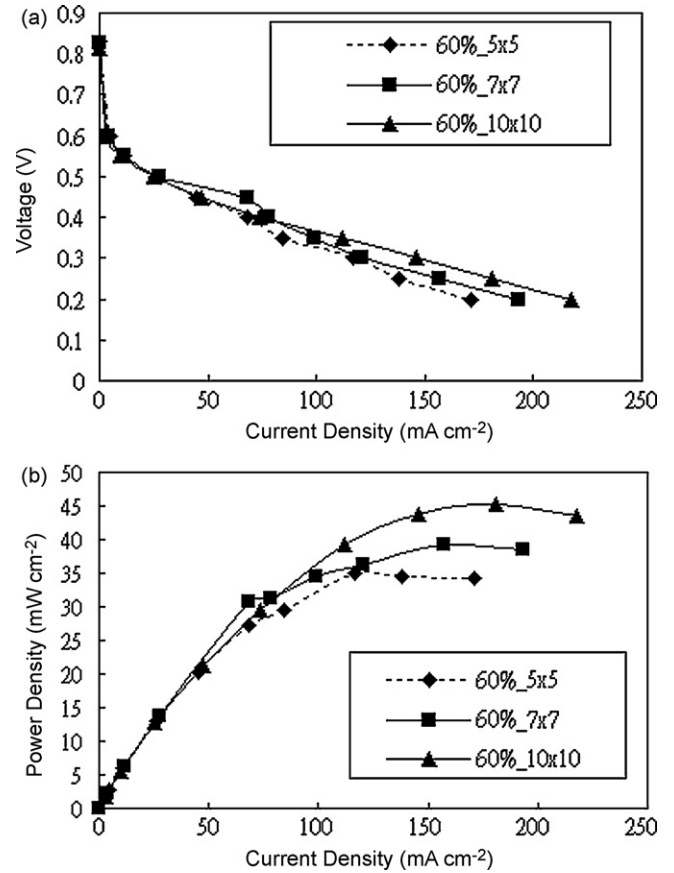 (a)
0.9
0.8
0.7
0.6
0.5
0.4
0.3
0.2
0.1
0
Voltage (V)
60%_5x5
60%_7x7
60%_10x10
0 50 100 150 200 250
Current Density (mA cm-2)
(b)
50
45
40
35
30
25
20
15
10
5
0
Power Density (mW cm-2)
60%_5x5
60%_7x7
60%_10x10
0 50 100 150 200 250
Current Density (mA cm-2)